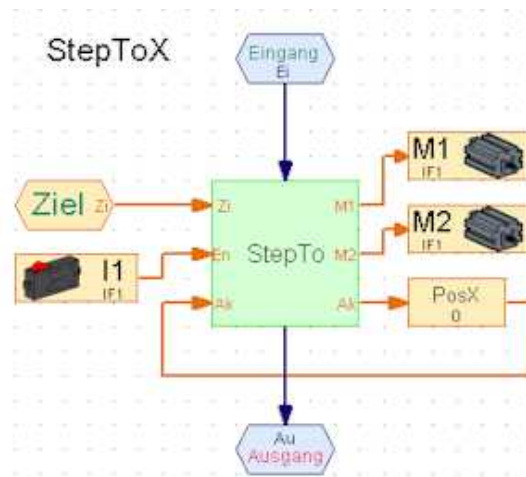 StepToX
Eingang
Ei
M1
IF1
Ziel Zi
Zi M1
M2
IF1
I1
IF1
En StepTo M2
Ak Ak
PosX
0
Au
Ausgang